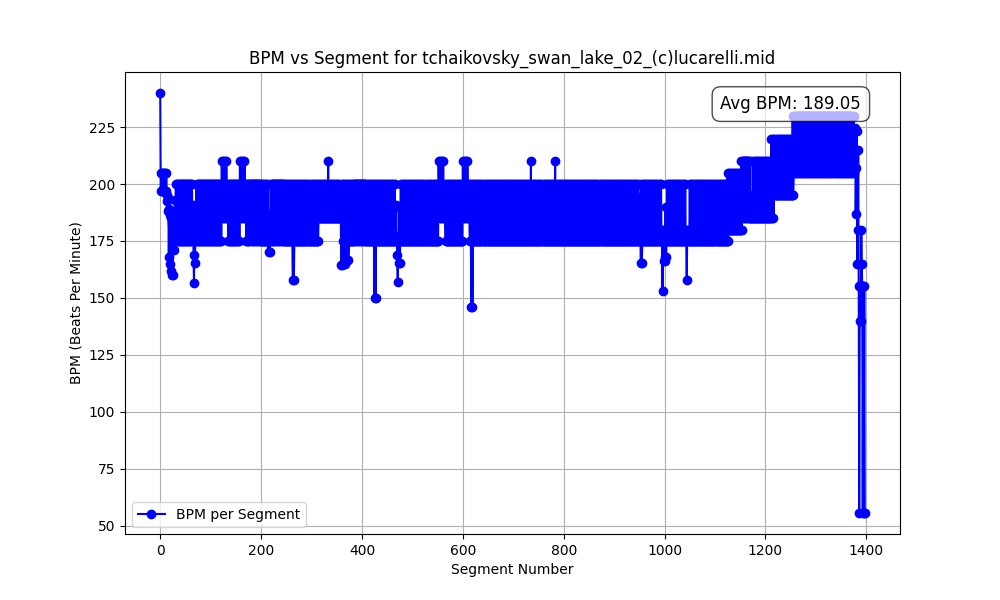 BPM vs Segment for tchaikovsky_swan_lake_02_(c)lucarelli.mid
Avg BPM: 189.05
225
200
175
150
125
100
75
50
BPM (Beats Per Minute)
BPM per Segment
0 200 400 600 800 1000 1200 1400
Segment Number